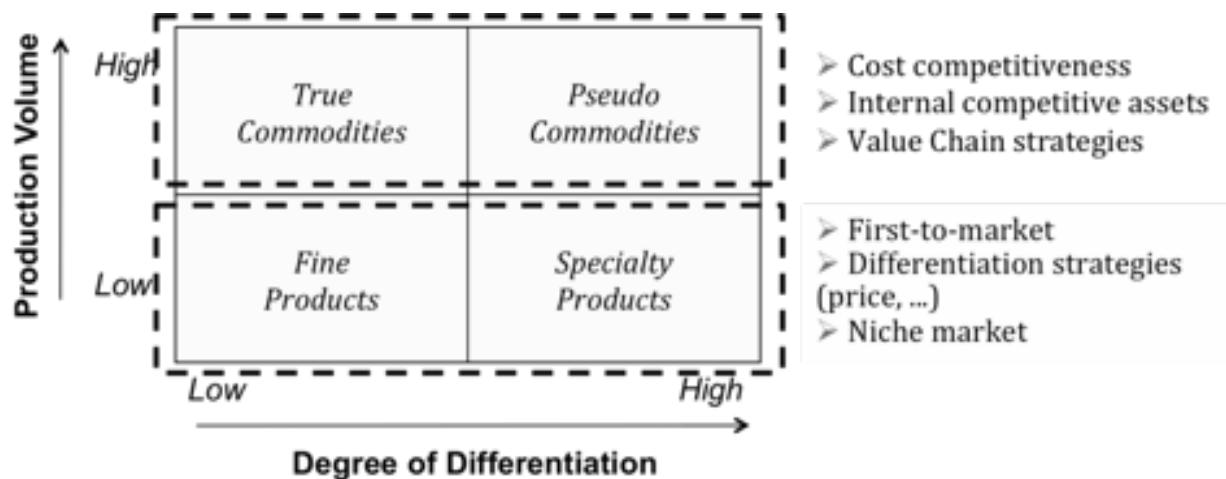 Production Volume
High
Low
True
Commodities
Pseudo
Commodities
Fine
Products
Specialty
Products
➢ Cost competitiveness
➢ Internal competitive assets
➢ Value Chain strategies
➢ First-to-market
➢ Differentiation strategies
(price, ...)
➢ Niche market
Low
High
Degree of Differentiation